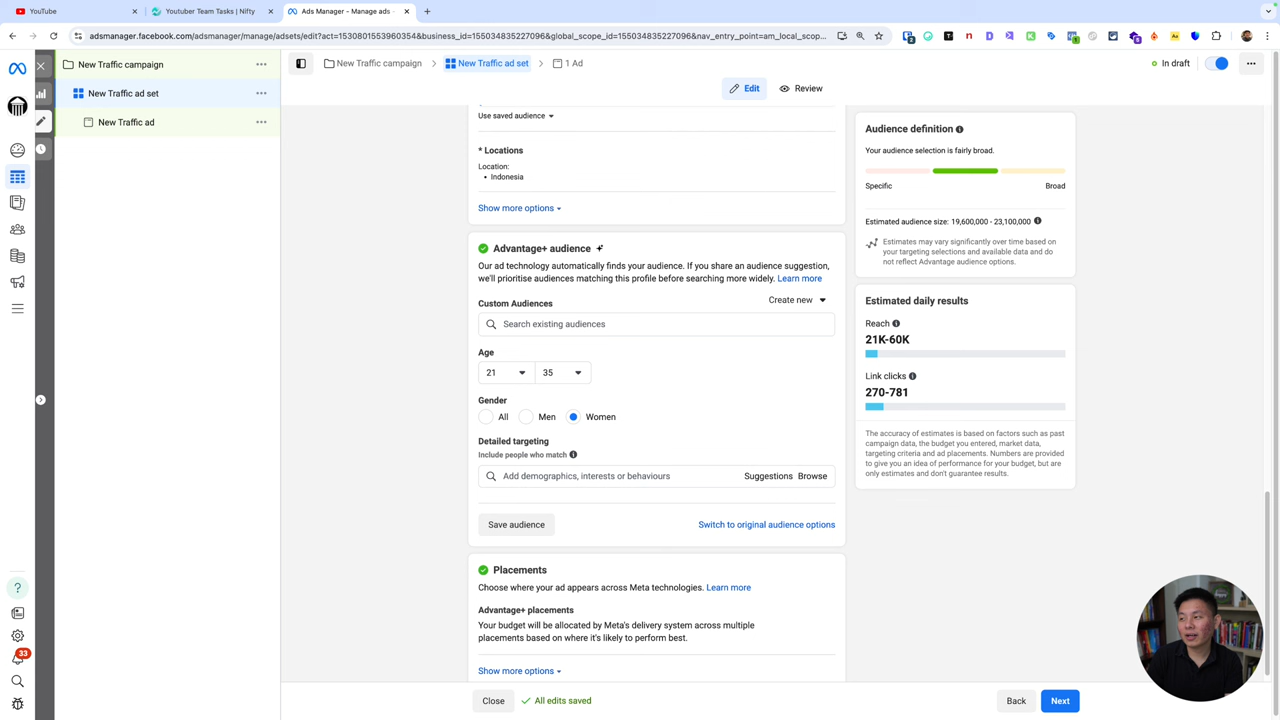 YouTube
Youtuber Team Tasks | Nifty
Ads Manager - Manage ads
adsmanager.facebook.com/adsmanager/manage/assets/edit?act=1530801553960354&business_id=155034835227096&global_scope_id=155034835227096&nav_entry_point=am_local_scop...
New Traffic campaign
New Traffic ad set
New Traffic ad
New Traffic campaign
New Traffic ad set
1 Ad
In draft
Edit
Review
Use saved audience
* Locations
Location:
• Indonesia
Show more options
Advantage+ audience
Our ad technology automatically finds your audience. If you share an audience suggestion,
we'll prioritise audiences matching this profile before searching more widely. Learn more
Custom Audiences
Create new
Search existing audiences
Age
21
35
Gender
All
Men
Women
Detailed targeting
Include people who match
Add demographics, interests or behaviours
Suggestions
Browse
Save audience
Switch to original audience options
Placements
Choose where your ad appears across Meta technologies. Learn more
Advantage+ placements
Your budget will be allocated by Meta's delivery system across multiple
placements based on where it's likely to perform best.
Show more options
Close
All edits saved
Back
Next
Audience definition
Your audience selection is fairly broad.
Specific
Broad
Estimated audience size: 19,600,000 - 23,100,000
Estimates may vary significantly over time based on
your targeting selections and available data and do
not reflect Advantage audience options.
Estimated daily results
Reach
21K-60K
Link clicks
270-781
The accuracy of estimates is based on factors such as past
campaign data, the budget you entered, market data,
targeting criteria and ad placements. Numbers are provided
to give you an idea of performance for your budget, but are
only estimates and don't guarantee results.
33